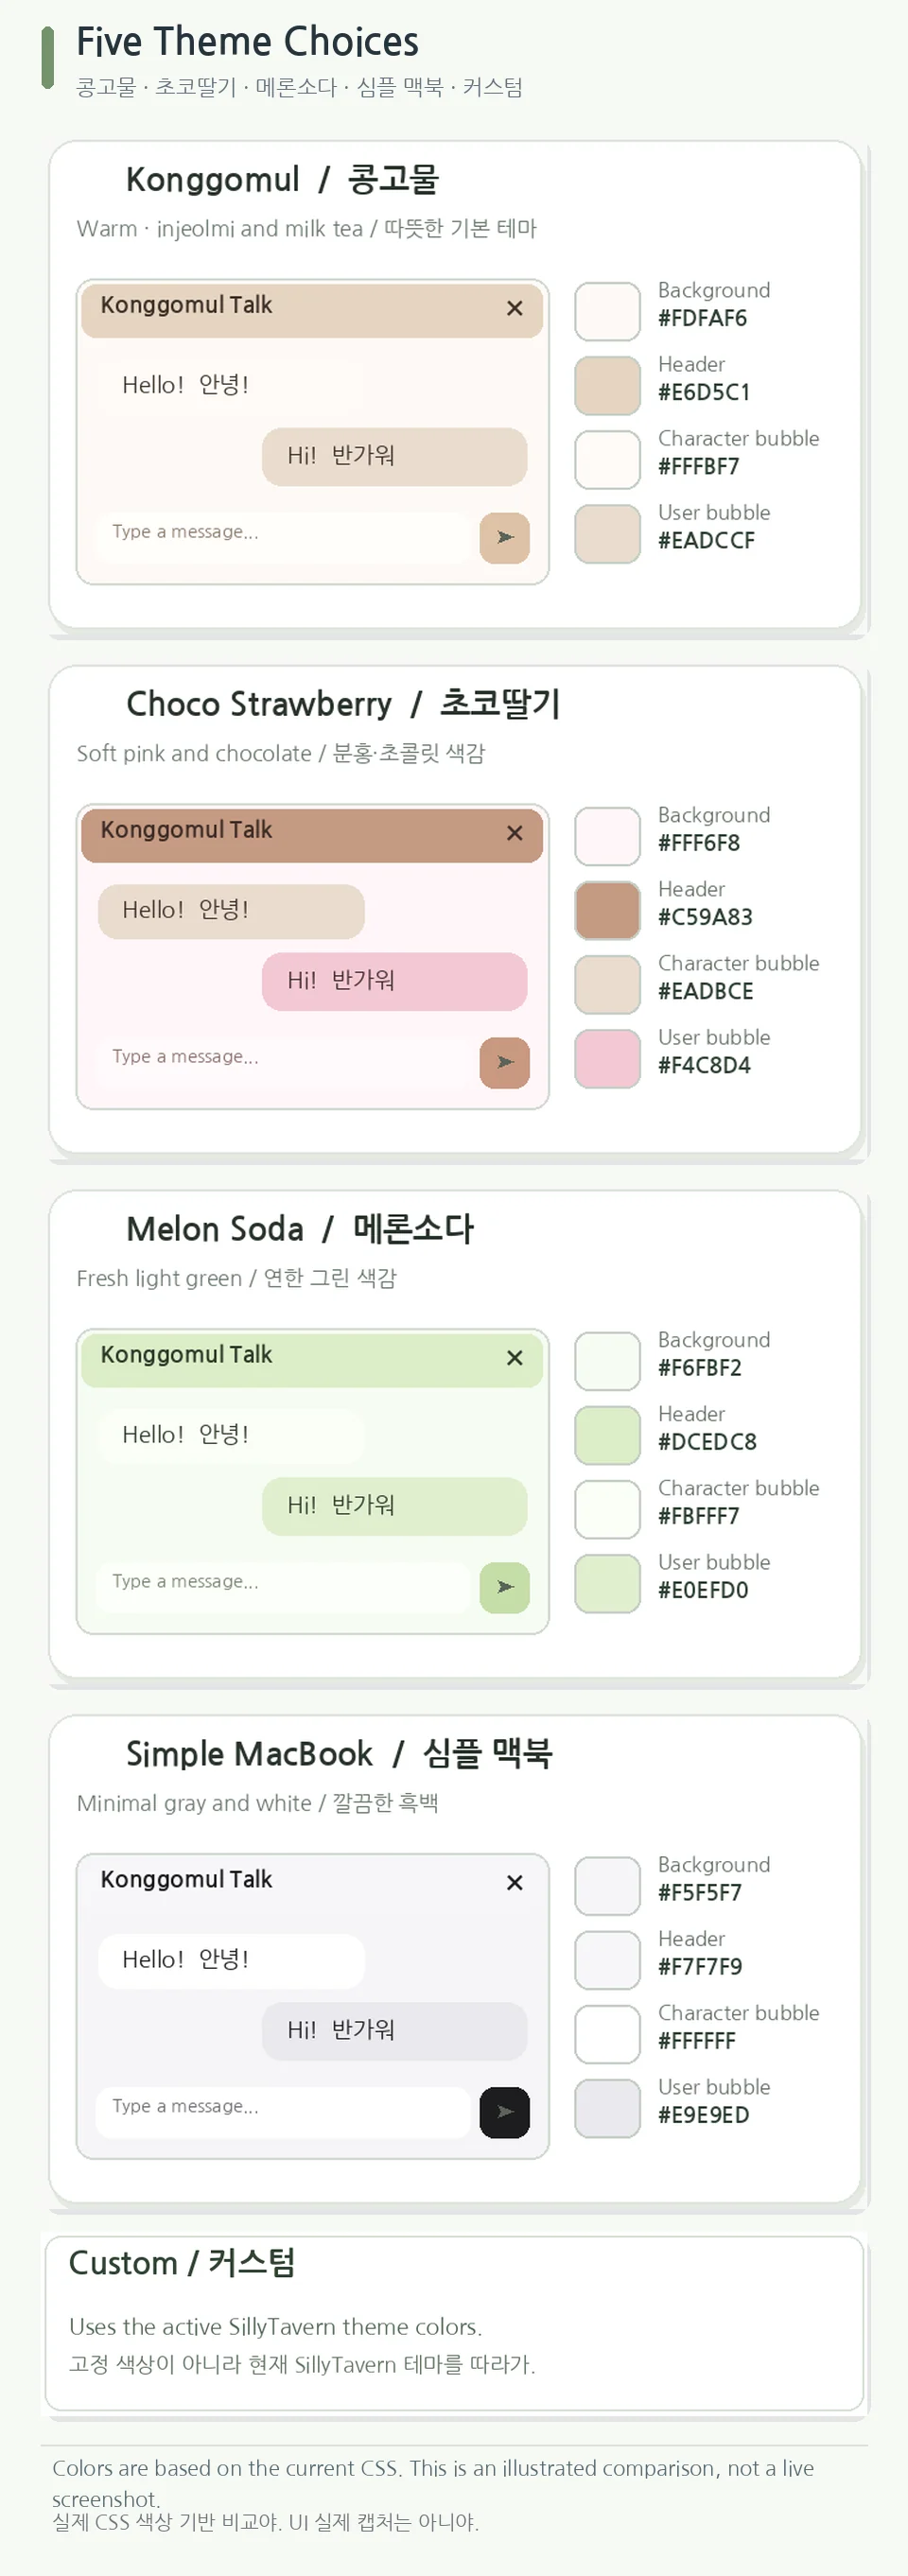 Five Theme Choices
콩고물 · 초코딸기 · 메론소다 · 심플 맥북 · 커스텀
Konggomul / 콩고물
Warm · injeolmi and milk tea / 따뜻한 기본 테마
Konggomul Talk ×
Hello! 안녕!
Hi! 반가워
Type a message...
Background
#FDFAF6
Header
#E6D5C1
Character bubble
#FFFBF7
User bubble
#EADCCF
Choco Strawberry / 초코딸기
Soft pink and chocolate / 분홍·초콜릿 색감
Konggomul Talk ×
Hello! 안녕!
Hi! 반가워
Type a message...
Background
#FFF6F8
Header
#C59A83
Character bubble
#EADBCE
User bubble
#F4C8D4
Melon Soda / 메론소다
Fresh light green / 연한 그린 색감
Konggomul Talk ×
Hello! 안녕!
Hi! 반가워
Type a message...
Background
#F6FBF2
Header
#DCEDC8
Character bubble
#FBFFF7
User bubble
#E0EFD0
Simple MacBook / 심플 맥북
Minimal gray and white / 깔끔한 흑백
Konggomul Talk ×
Hello! 안녕!
Hi! 반가워
Type a message...
Background
#F5F5F7
Header
#F7F7F9
Character bubble
#FFFFFF
User bubble
#E9E9ED
Custom / 커스텀
Uses the active SillyTavern theme colors.
고정 색상이 아니라 현재 SillyTavern 테마를 따라가.
Colors are based on the current CSS. This is an illustrated comparison, not a live
screenshot.
실제 CSS 색상 기반 비교야. UI 실제 캡처는 아니야.